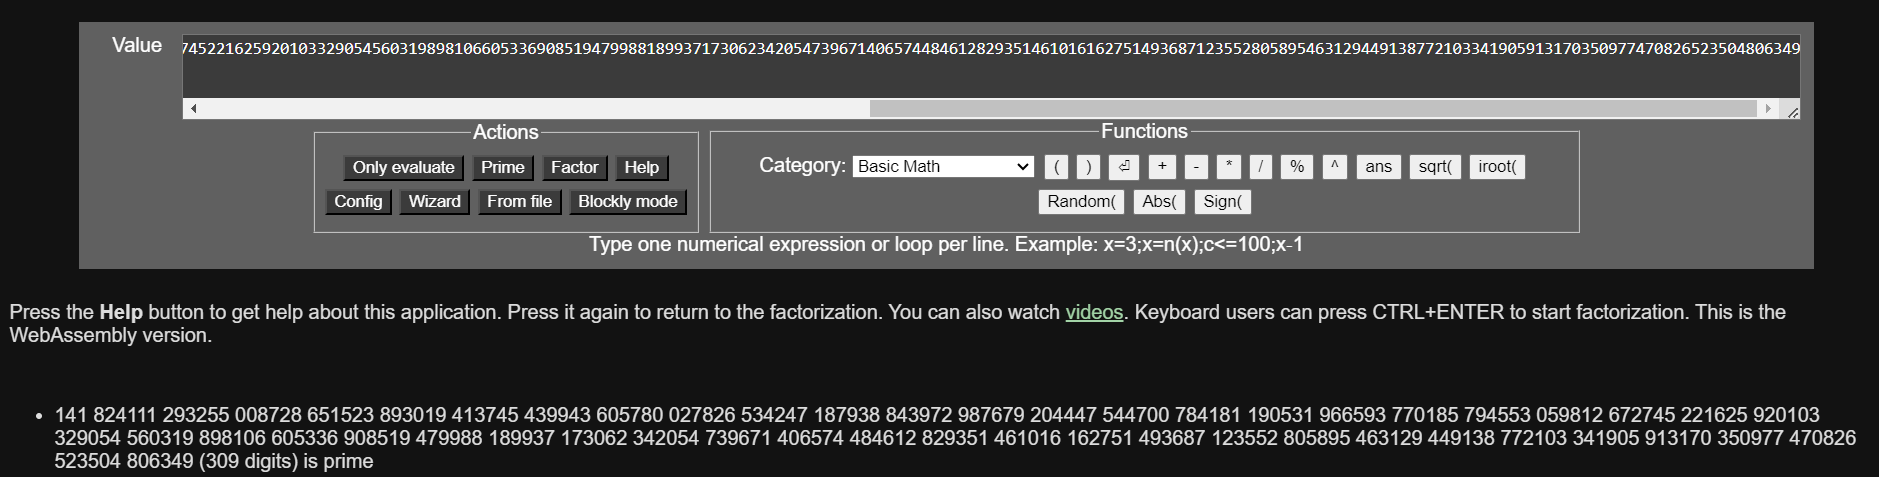 Value
745221625920103329054560319898106605336908519479988189937173062342054739671406574484612829351461016162751493687123552805895463129449138772103341905913170350977470826523504806349
Actions
Functions
Only evaluate Prime Factor Help
Category: Basic Math ( ) ⏎ + - * / % ^ ans sqrt( iroot(
Config Wizard From file Blockly mode
Random( Abs( Sign(
Type one numerical expression or loop per line. Example: x=3;x=n(x);c<=100;x-1
Press the Help button to get help about this application. Press it again to return to the factorization. You can also watch videos. Keyboard users can press CTRL+ENTER to start factorization. This is the
WebAssembly version.
• 141 824111 293255 008728 651523 893019 413745 439943 605780 027826 534247 187938 843972 987679 204447 544700 784181 190531 966593 770185 794553 059812 672745 221625 920103
329054 560319 898106 605336 908519 479988 189937 173062 342054 739671 406574 484612 829351 461016 162751 493687 123552 805895 463129 449138 772103 341905 913170 350977 470826
523504 806349 (309 digits) is prime